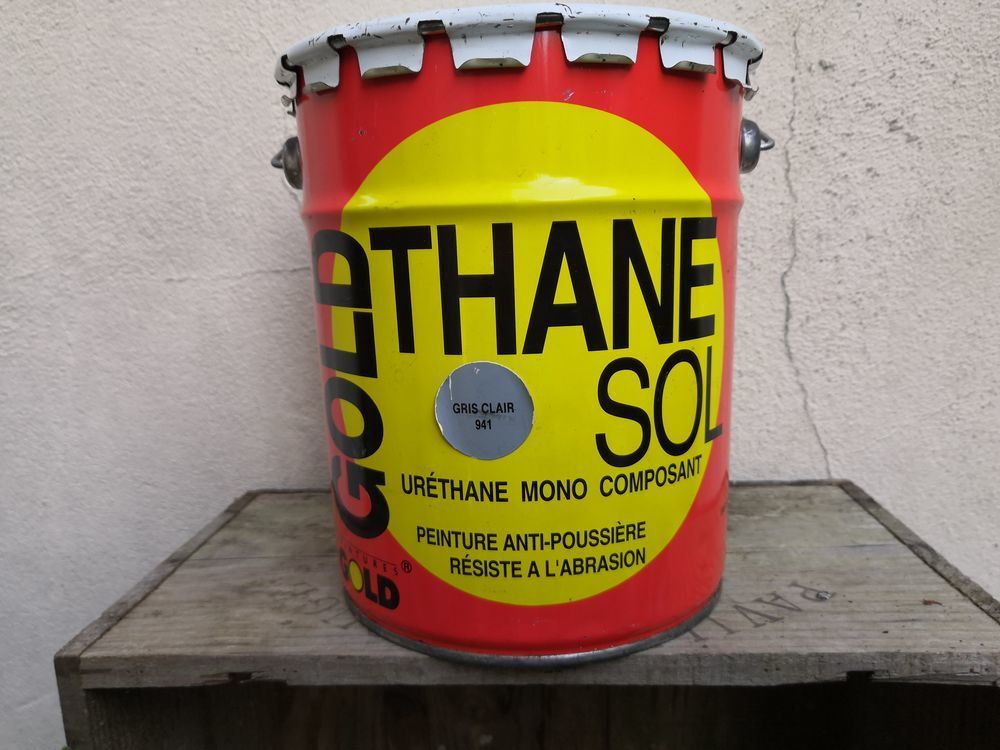 GOLD
THANE
SOL
GRIS CLAIR
941
URÉTHANE MONO COMPOSANT
PEINTURE ANTI-POUSSIÈRE
RÉSISTE A L'ABRASION
GOLD®